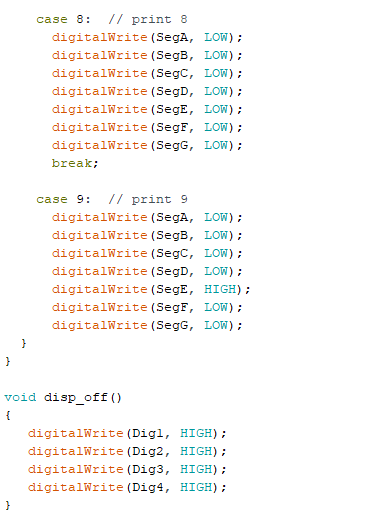 case 8:  // print 8
      digitalWrite(SegA, LOW);
      digitalWrite(SegB, LOW);
      digitalWrite(SegC, LOW);
      digitalWrite(SegD, LOW);
      digitalWrite(SegE, LOW);
      digitalWrite(SegF, LOW);
      digitalWrite(SegG, LOW);
      break;

    case 9:  // print 9
      digitalWrite(SegA, LOW);
      digitalWrite(SegB, LOW);
      digitalWrite(SegC, LOW);
      digitalWrite(SegD, LOW);
      digitalWrite(SegE, HIGH);
      digitalWrite(SegF, LOW);
      digitalWrite(SegG, LOW);
  }
}

void disp_off()
{
   digitalWrite(Dig1, HIGH);
   digitalWrite(Dig2, HIGH);
   digitalWrite(Dig3, HIGH);
   digitalWrite(Dig4, HIGH);
}